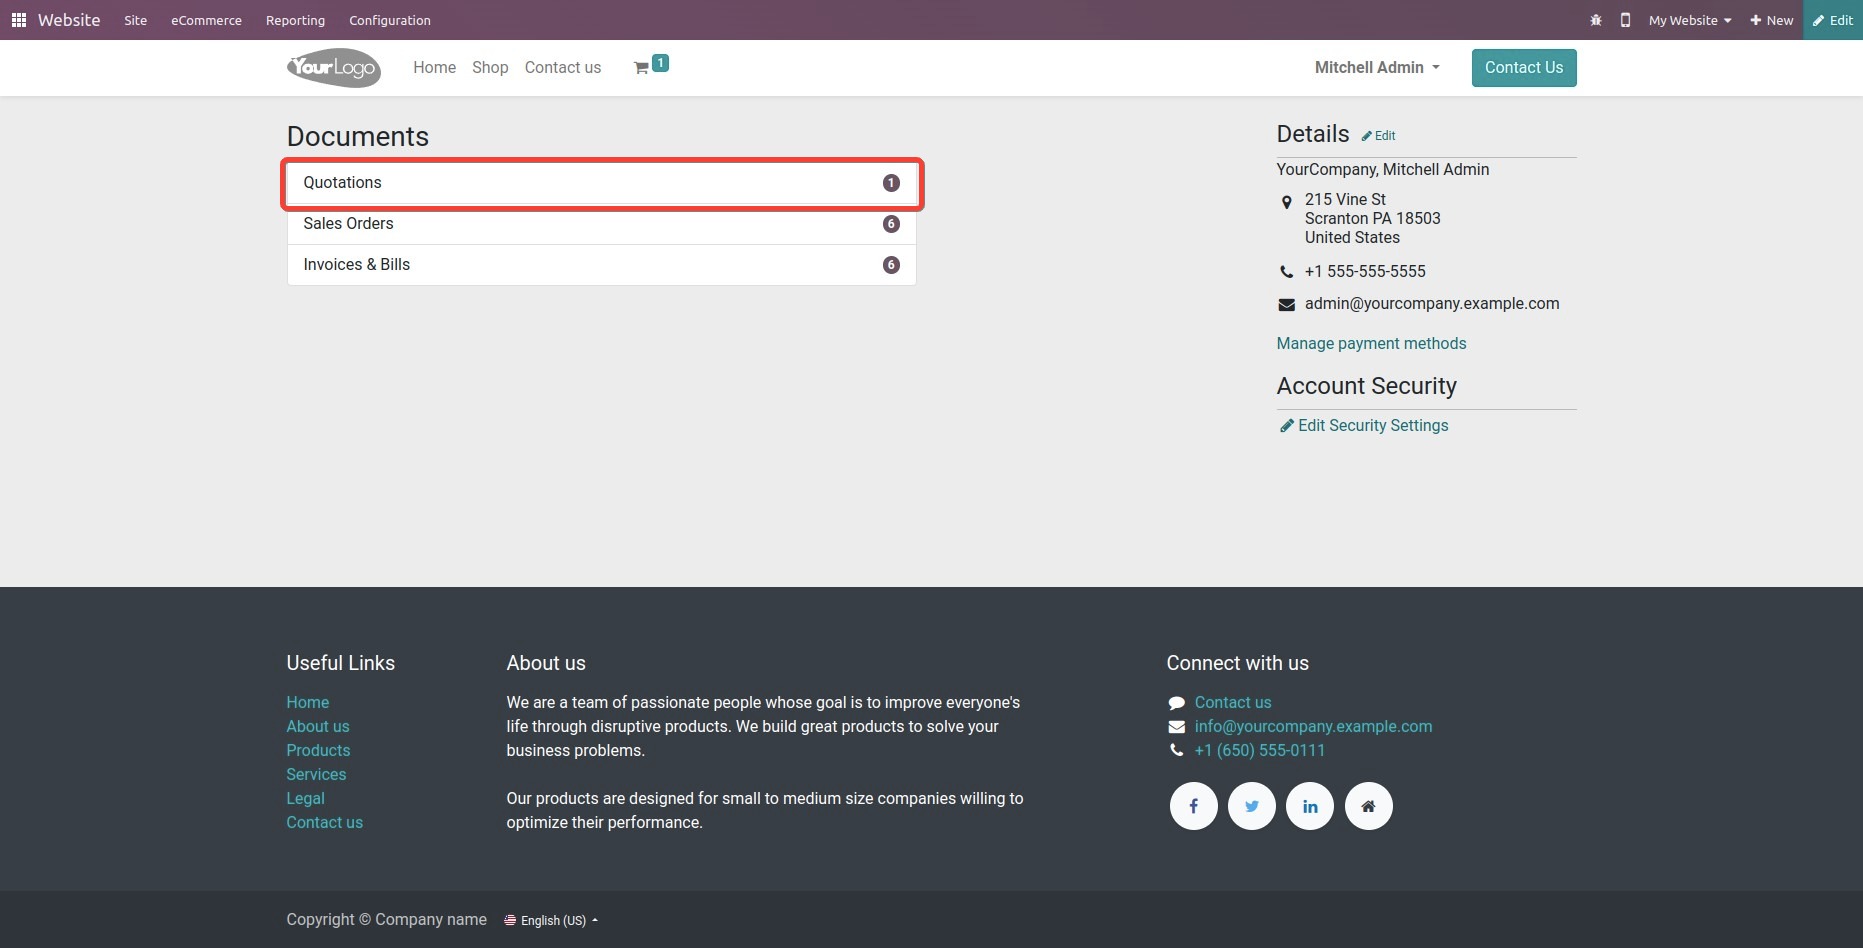 Website Site eCommerce Reporting Configuration My Website New Edit
YourLogo Home Shop Contact us 1 Mitchell Admin Contact Us
Documents
Quotations 1
Sales Orders 6
Invoices & Bills 6
Details Edit
YourCompany, Mitchell Admin
215 Vine St
Scranton PA 18503
United States
+1 555-555-5555
admin@yourcompany.example.com
Manage payment methods
Account Security
Edit Security Settings
Useful Links
Home
About us
Products
Services
Legal
Contact us
About us
We are a team of passionate people whose goal is to improve everyone's
life through disruptive products. We build great products to solve your
business problems.
Our products are designed for small to medium size companies willing to
optimize their performance.
Connect with us
Contact us
info@yourcompany.example.com
+1 (650) 555-0111
Copyright © Company name English (US)